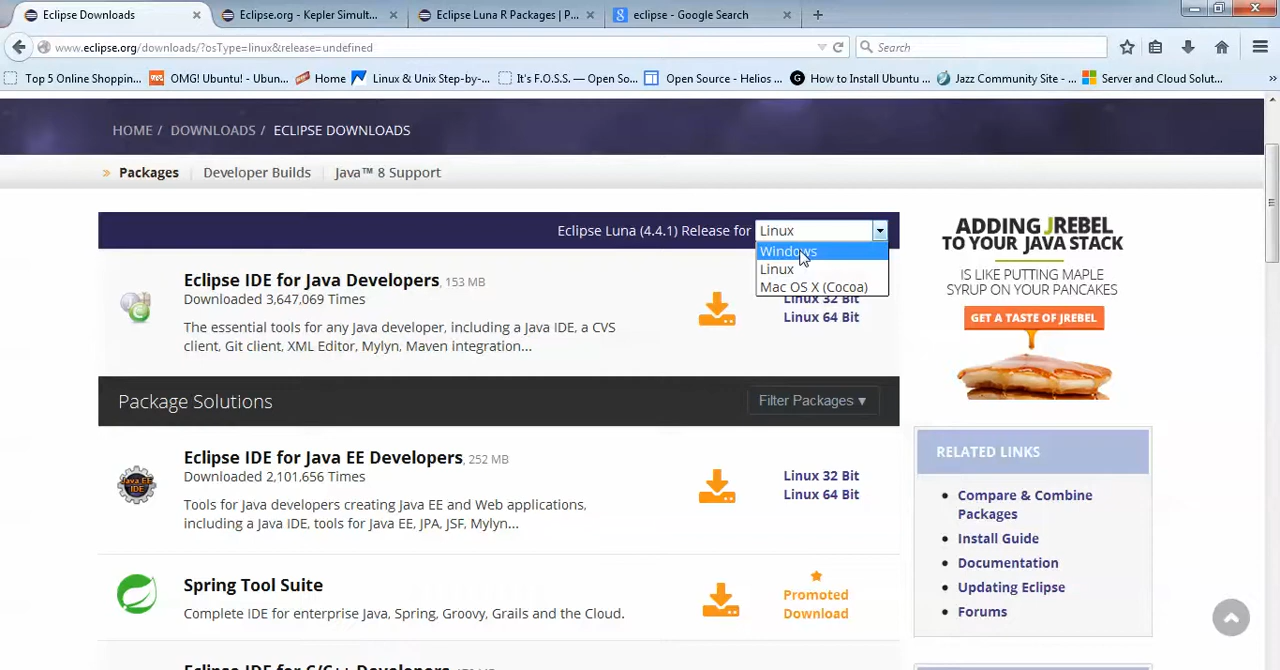 Eclipse Downloads
Eclipse.org - Kepler Simult...
Eclipse Luna R Packages | P...
eclipse - Google Search
www.eclipse.org/downloads/?osType=linux&release=undefined
Search
Top 5 Online Shoppin...
OMG! Ubuntu! - Ubun...
Home
Linux & Unix Step-by-...
It's F.O.S.S. — Open So...
Open Source - Helios ...
How to Install Ubuntu ...
Jazz Community Site - ...
Server and Cloud Solut...
HOME / DOWNLOADS / ECLIPSE DOWNLOADS
» Packages
Developer Builds
Java™ 8 Support
Eclipse Luna (4.4.1) Release for
Linux
Windows
Linux
Mac OS X (Cocoa)
Eclipse IDE for Java Developers, 153 MB
Downloaded 3,647,069 Times
The essential tools for any Java developer, including a Java IDE, a CVS
client, Git client, XML Editor, Mylyn, Maven integration...
Linux 32 Bit
Linux 64 Bit
Package Solutions
Filter Packages ▾
Java EE
IDE
Eclipse IDE for Java EE Developers, 252 MB
Downloaded 2,101,656 Times
Tools for Java developers creating Java EE and Web applications,
including a Java IDE, tools for Java EE, JPA, JSF, Mylyn...
Linux 32 Bit
Linux 64 Bit
Spring Tool Suite
Complete IDE for enterprise Java, Spring, Groovy, Grails and the Cloud.
Promoted
Download
Eclipse IDE for C/C++ Developers
ADDING JREBEL
TO YOUR JAVA STACK
IS LIKE PUTTING MAPLE
SYRUP ON YOUR PANCAKES
GET A TASTE OF JREBEL
RELATED LINKS
Compare & Combine
Packages
Install Guide
Documentation
Updating Eclipse
Forums